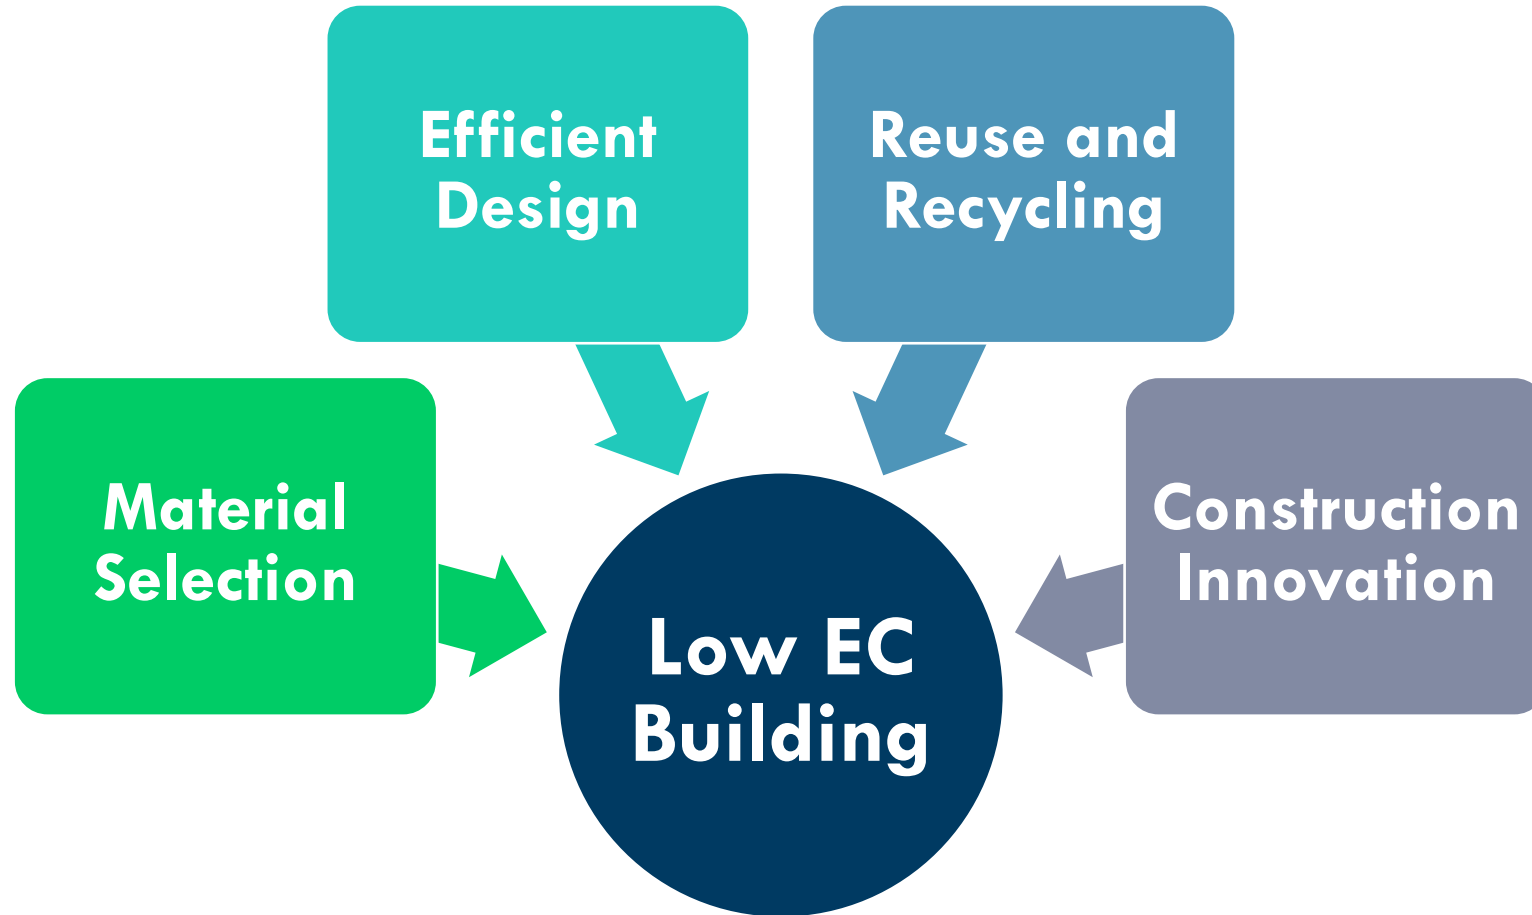 Efficient
Design
Reuse and
Recycling
Material
Selection
Construction
Innovation
Low EC
Building